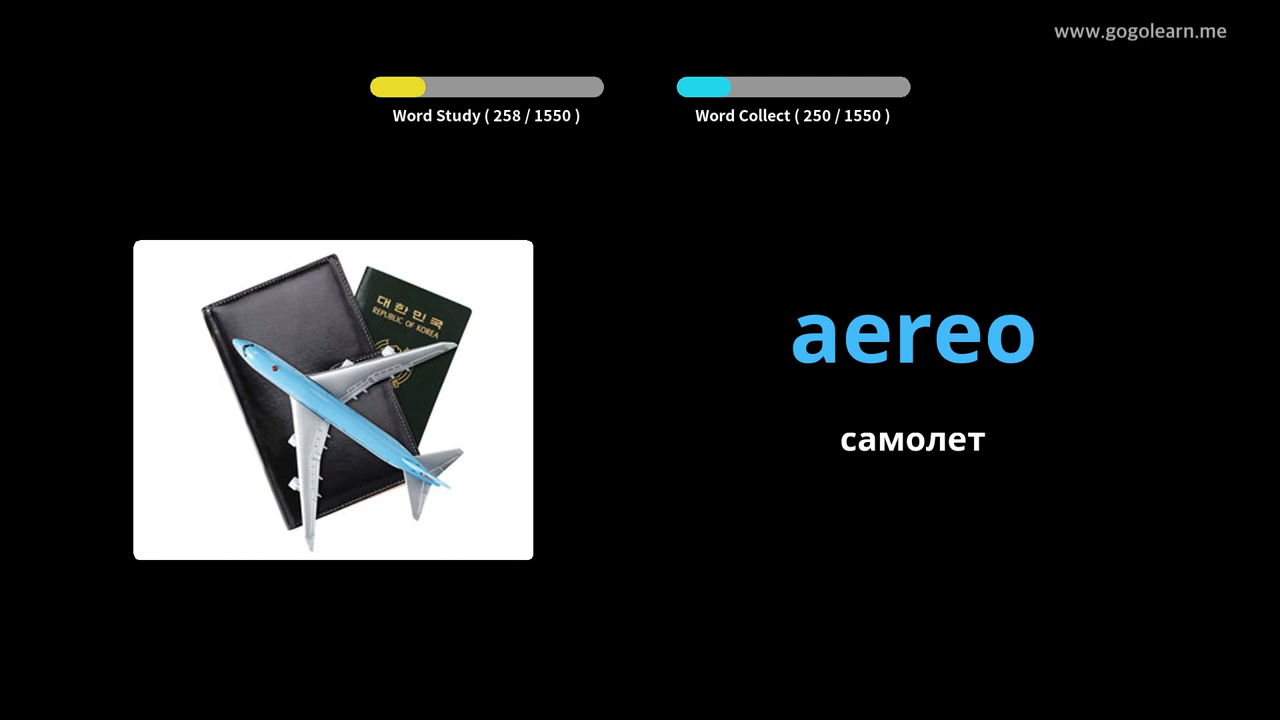 www.gogolearn.me
Word Study ( 258 / 1550 )
Word Collect ( 250 / 1550 )
대한민국
REPUBLIC OF KOREA
aereo
самолет